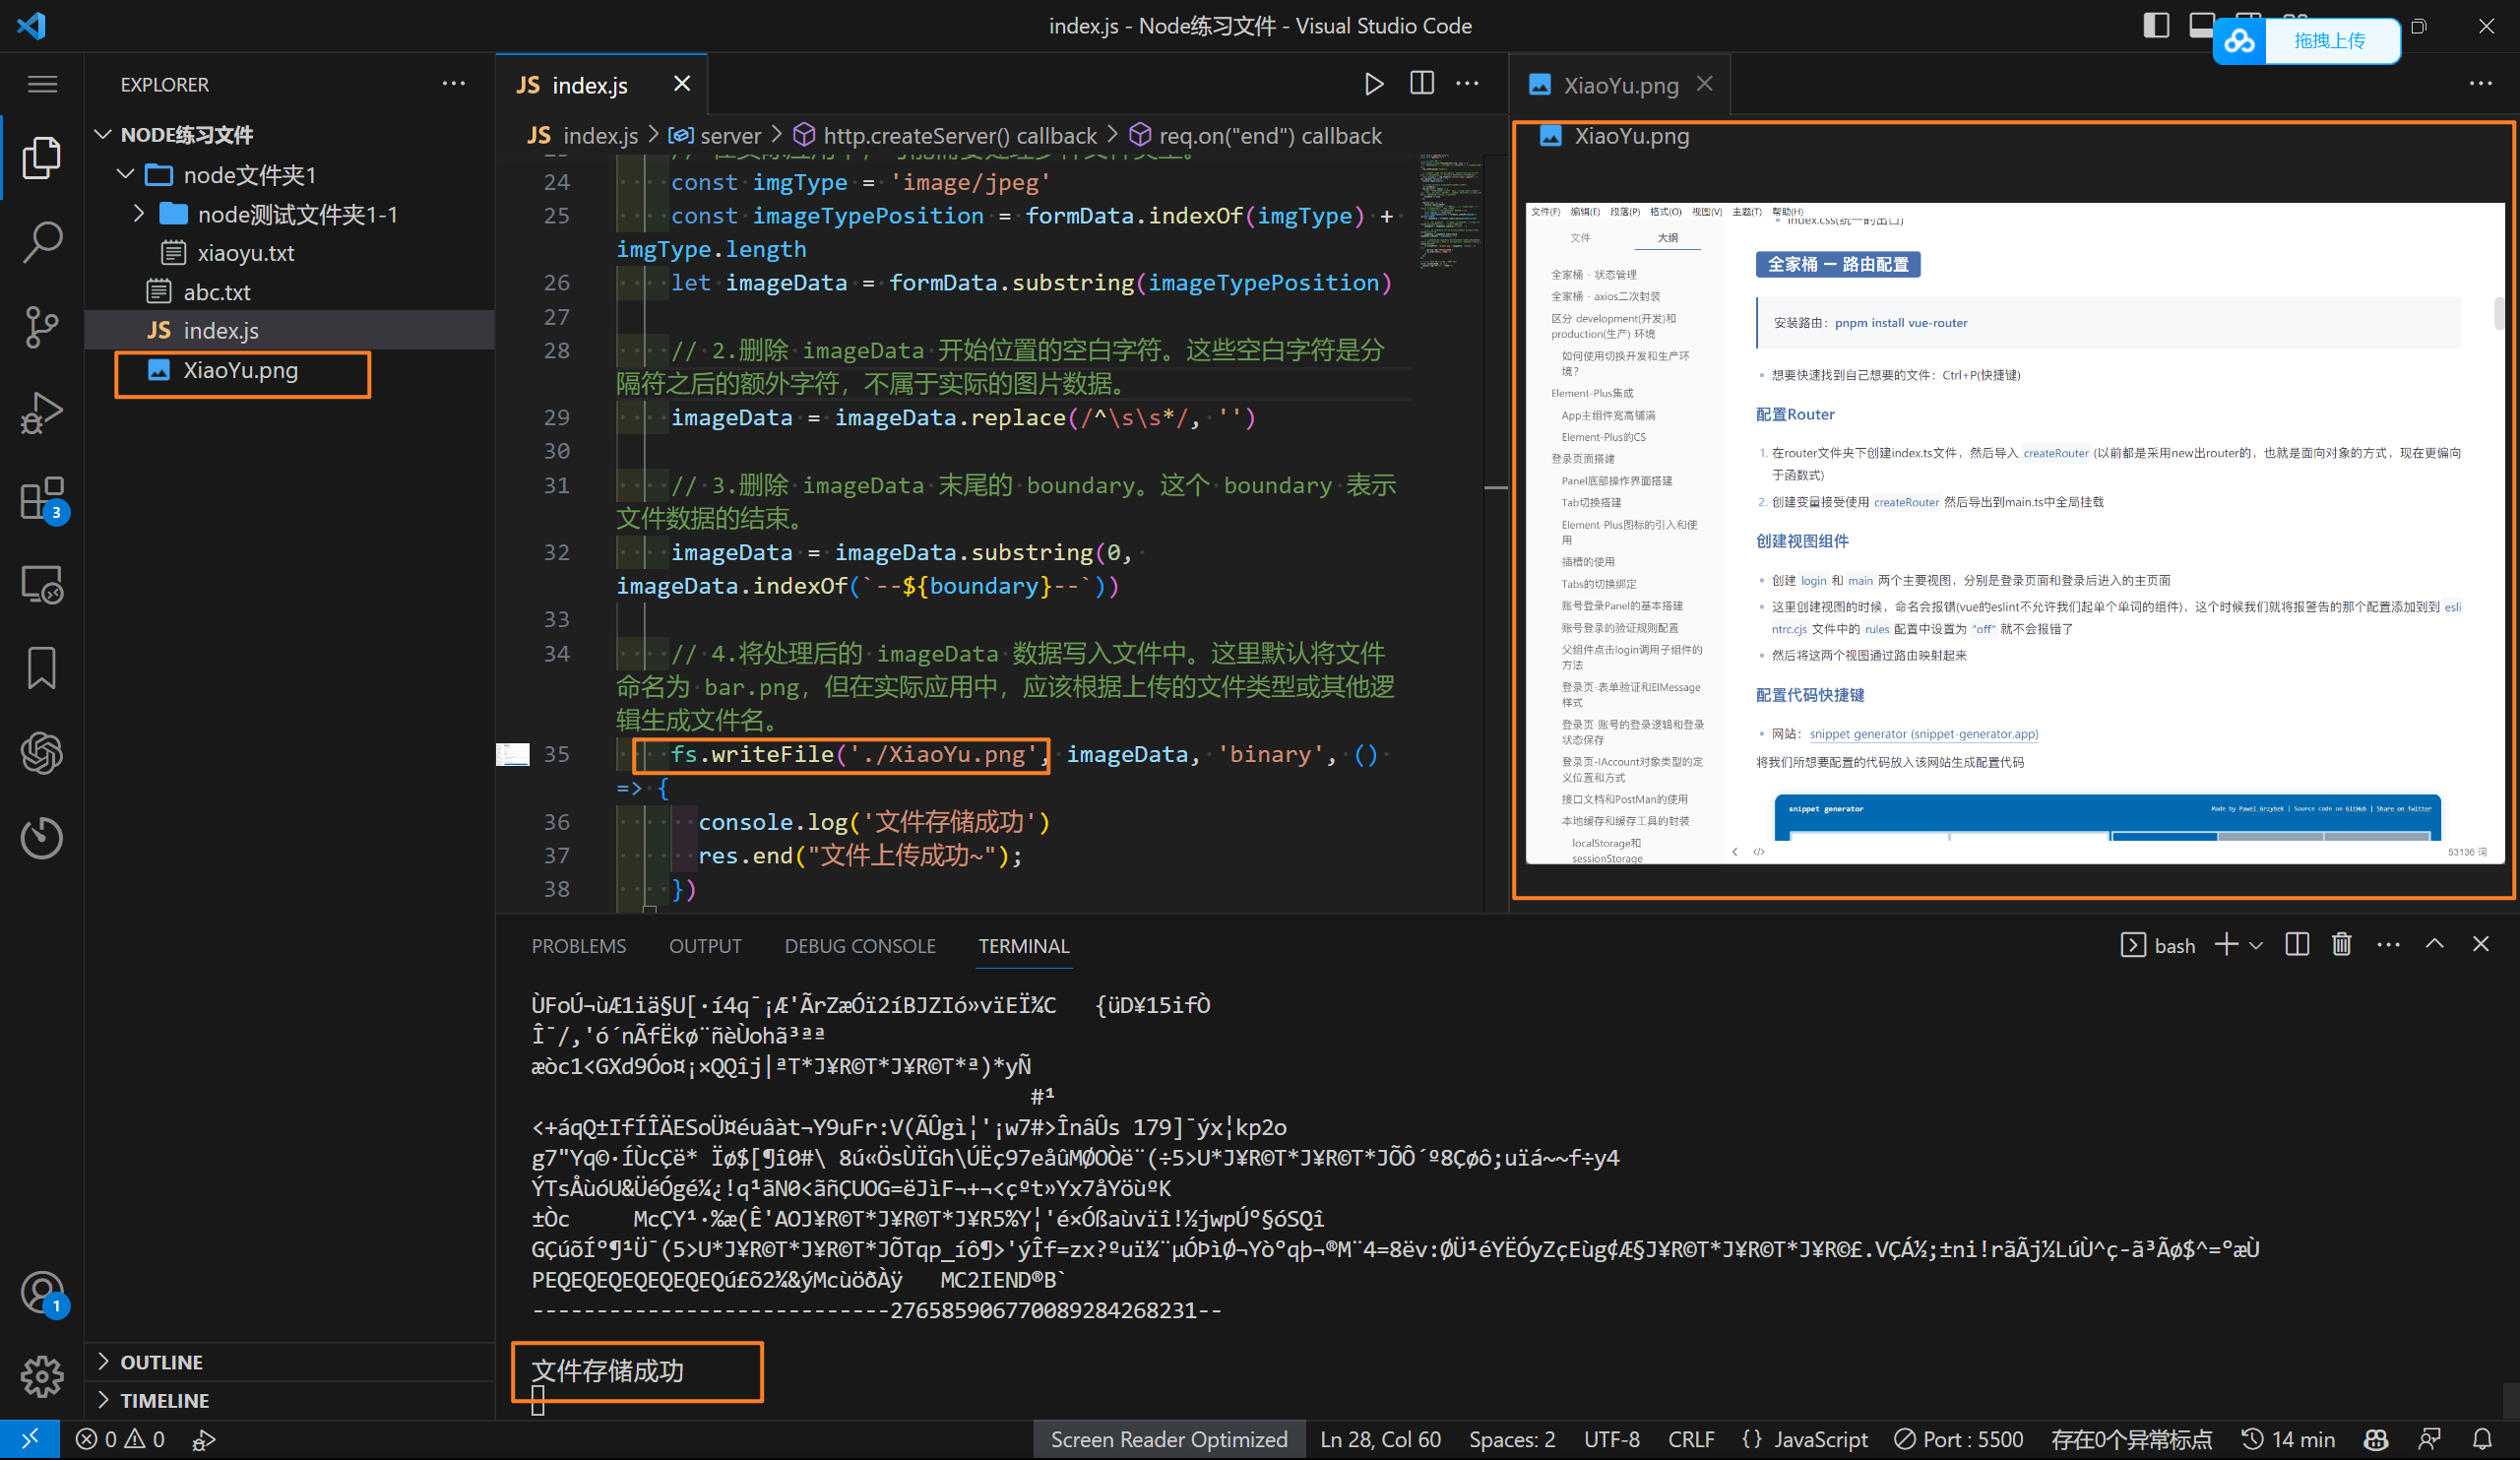 index.js - Node练习文件 - Visual Studio Code
拖拽上传
EXPLORER
NODE练习文件
node文件夹1
node测试文件夹1-1
xiaoyu.txt
abc.txt
JS index.js
XiaoYu.png
3
1
OUTLINE
TIMELINE
JS index.js
JS index.js > server > http.createServer() callback > req.on("end") callback
24 const imgType = 'image/jpeg'
25 const imageTypePosition = formData.indexOf(imgType) +
imgType.length
26 let imageData = formData.substring(imageTypePosition)
27
28 // 2.删除 imageData 开始位置的空白字符。这些空白字符是分
隔符之后的额外字符，不属于实际的图片数据。
29 imageData = imageData.replace(/^\s\s*/, '')
30
31 // 3.删除 imageData 末尾的 boundary。这个 boundary 表示
文件数据的结束。
32 imageData = imageData.substring(0,
imageData.indexOf(`--${boundary}--`))
33
34 // 4.将处理后的 imageData 数据写入文件中。这里默认将文件
命名为 bar.png，但在实际应用中，应该根据上传的文件类型或其他逻
辑生成文件名。
35 fs.writeFile('./XiaoYu.png', imageData, 'binary', ()
=> {
36 console.log('文件存储成功')
37 res.end("文件上传成功~");
38 })
XiaoYu.png
XiaoYu.png
文件(F) 编辑(E) 段落(P) 格式(O) 视图(V) 主题(T) 帮助(H)
文件 大纲
全家桶 - 状态管理
全家桶 - axios二次封装
区分 development(开发)和
production(生产) 环境
如何使用切换开发和生产环
境？
Element-Plus集成
App主组件宽高铺满
Element-Plus的CS
登录页面搭建
Panel底部操作界面搭建
Tab切换搭建
Element-Plus图标的引入和使
用
插槽的使用
Tabs的切换绑定
账号登录Panel的基本搭建
账号登录的验证规则配置
父组件点击login调用子组件的
方法
登录页-表单验证和ElMessage
样式
登录页-账号的登录逻辑和登录
状态保存
登录页-IAccount对象类型的定
义位置和方式
接口文档和PostMan的使用
本地缓存和缓存工具的封装
localStorage和
sessionStorage
index.css(统一的出口)
全家桶 — 路由配置
安装路由：pnpm install vue-router
想要快速找到自己想要的文件：Ctrl+P(快捷键)
配置Router
1. 在router文件夹下创建index.ts文件，然后导入 createRouter (以前都是采用new出router的，也就是面向对象的方式，现在更偏向
于函数式)
2. 创建变量接受使用 createRouter 然后导出到main.ts中全局挂载
创建视图组件
创建 login 和 main 两个主要视图，分别是登录页面和登录后进入的主页面
这里创建视图的时候，命名会报错(vue的eslint不允许我们起单个单词的组件)，这个时候我们就将报警告的那个配置添加到到 esli
ntrc.cjs 文件中的 rules 配置中设置为 "off" 就不会报错了
然后将这两个视图通过路由映射起来
配置代码快捷键
网站：snippet generator (snippet-generator.app)
将我们所想要配置的代码放入该网站生成配置代码
snippet generator
Made by Pawel Grzybek | Source code on GitHub | Share on Twitter
53136 词
PROBLEMS OUTPUT DEBUG CONSOLE TERMINAL
bash
#¹
-----------------------------276585906770089284268231--
文件存储成功
0 0
Screen Reader Optimized Ln 28, Col 60 Spaces: 2 UTF-8 CRLF {} JavaScript Port : 5500 存在0个异常标点 14 min